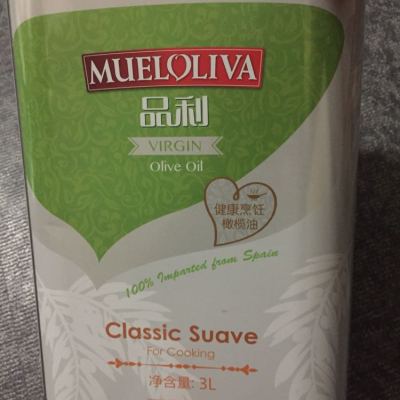 MUELOLIVA
品利
VIRGIN
Olive Oil
健康烹饪
橄榄油
100% Imported from Spain
Classic Suave
For Cooking
净含量: 3L